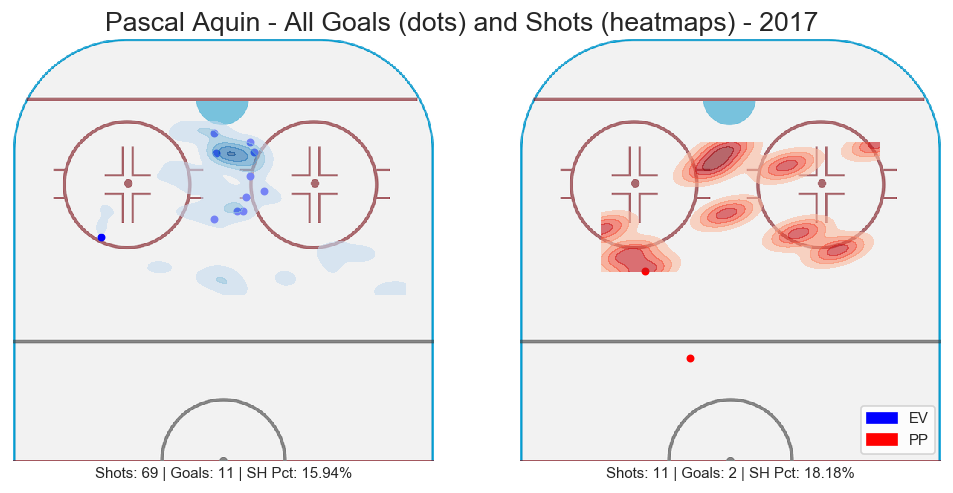 Pascal Aquin - All Goals (dots) and Shots (heatmaps) - 2017
EV
PP
Shots: 69 | Goals: 11 | SH Pct: 15.94%
Shots: 11 | Goals: 2 | SH Pct: 18.18%